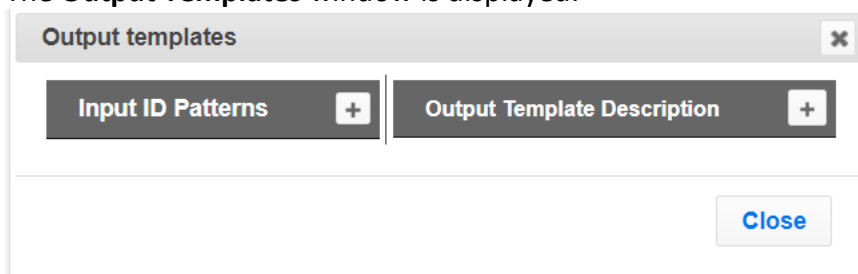 The Output Templates window is displayed.
Output templates
Input ID Patterns + Output Template Description +
Close